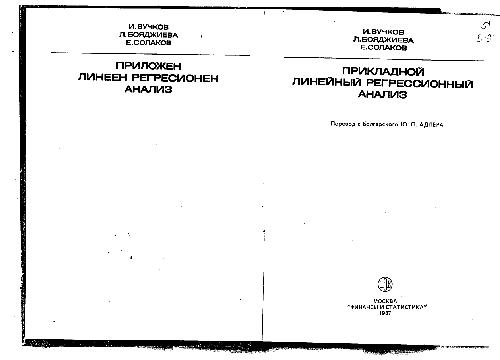 И. ВУЧКОВ
Л. БОЯДЖИЕВА
Е. СОЛАКОВ
ПРИЛОЖЕН
ЛИНЕЕН РЕГРЕСИОНЕН
АНАЛИЗ
И. ВУЧКОВ
Л. БОЯДЖИЕВА
Е. СОЛАКОВ
ПРИКЛАДНОЙ
ЛИНЕЙНЫЙ РЕГРЕССИОННЫЙ
АНАЛИЗ
Перевод с болгарского Ю. П. АДЛЕРА
МОСКВА
"ФИНАНСЫ И СТАТИСТИКА"
1987